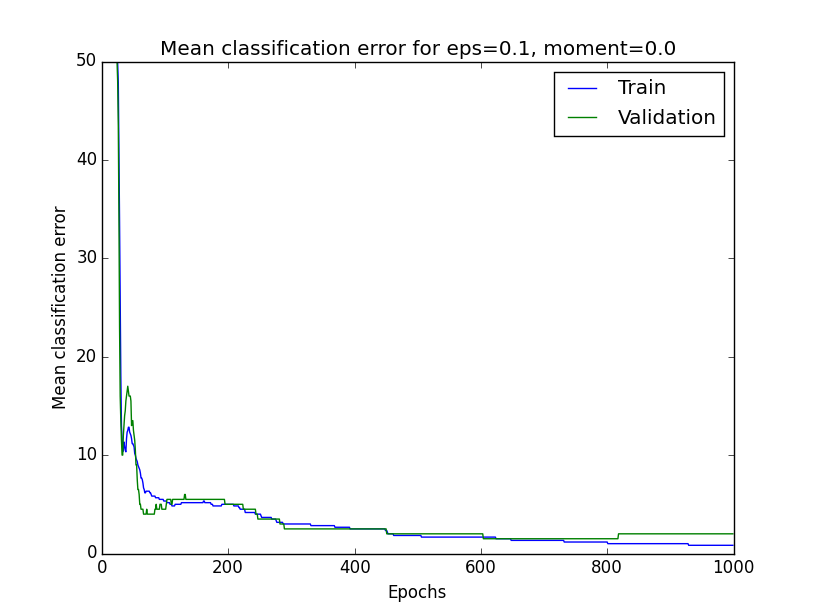 Mean classification error for eps=0.1, moment=0.0
50
40
30
20
10
0
Mean classification error
Train
Validation
0 200 400 600 800 1000
Epochs